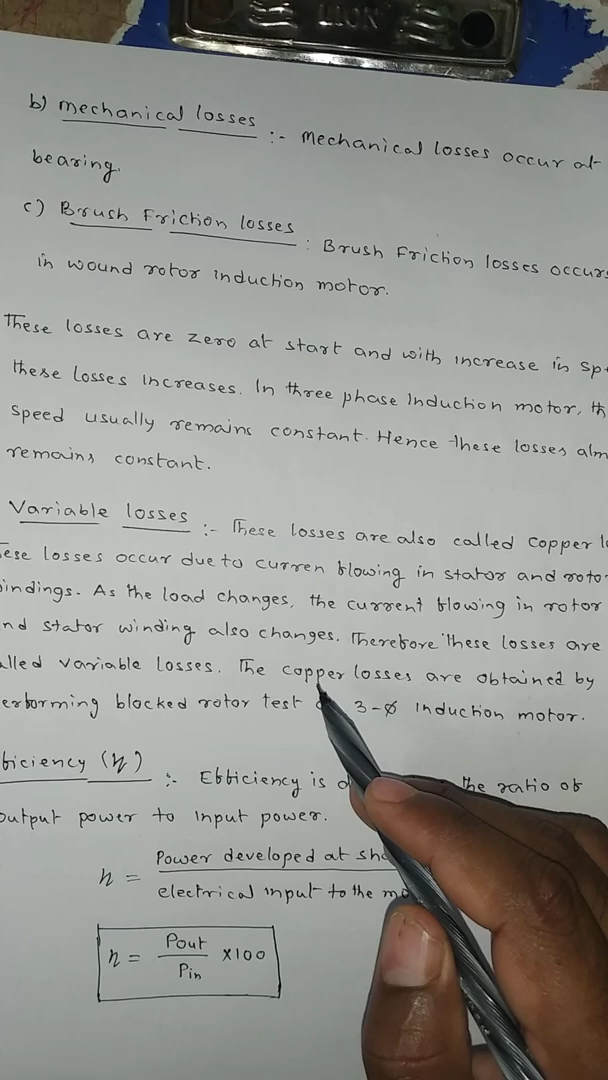 LION
b) Mechanical losses :- Mechanical losses occur at
bearing.
c) Brush Friction losses : Brush Friction losses occurs
in wound rotor induction motor.
These losses are zero at start and with increase in sp
these losses increases. In three phase induction motor, th
speed usually remains constant. Hence these losses alm
remains constant.
Variable losses :- These losses are also called copper lo
ese losses occur due to curren flowing in stator and roto
indings. As the load changes, the current flowing in rotor
nd stator winding also changes. Therefore these losses are
lled variable losses. The copper losses are obtained by
erforming blocked rotor test 3-φ induction motor.
ficiency (η) :- Efficiency is d the ratio of
output power to input power.
η = Power developed at sha
electrical input to the mo
η = Pout / Pin × 100